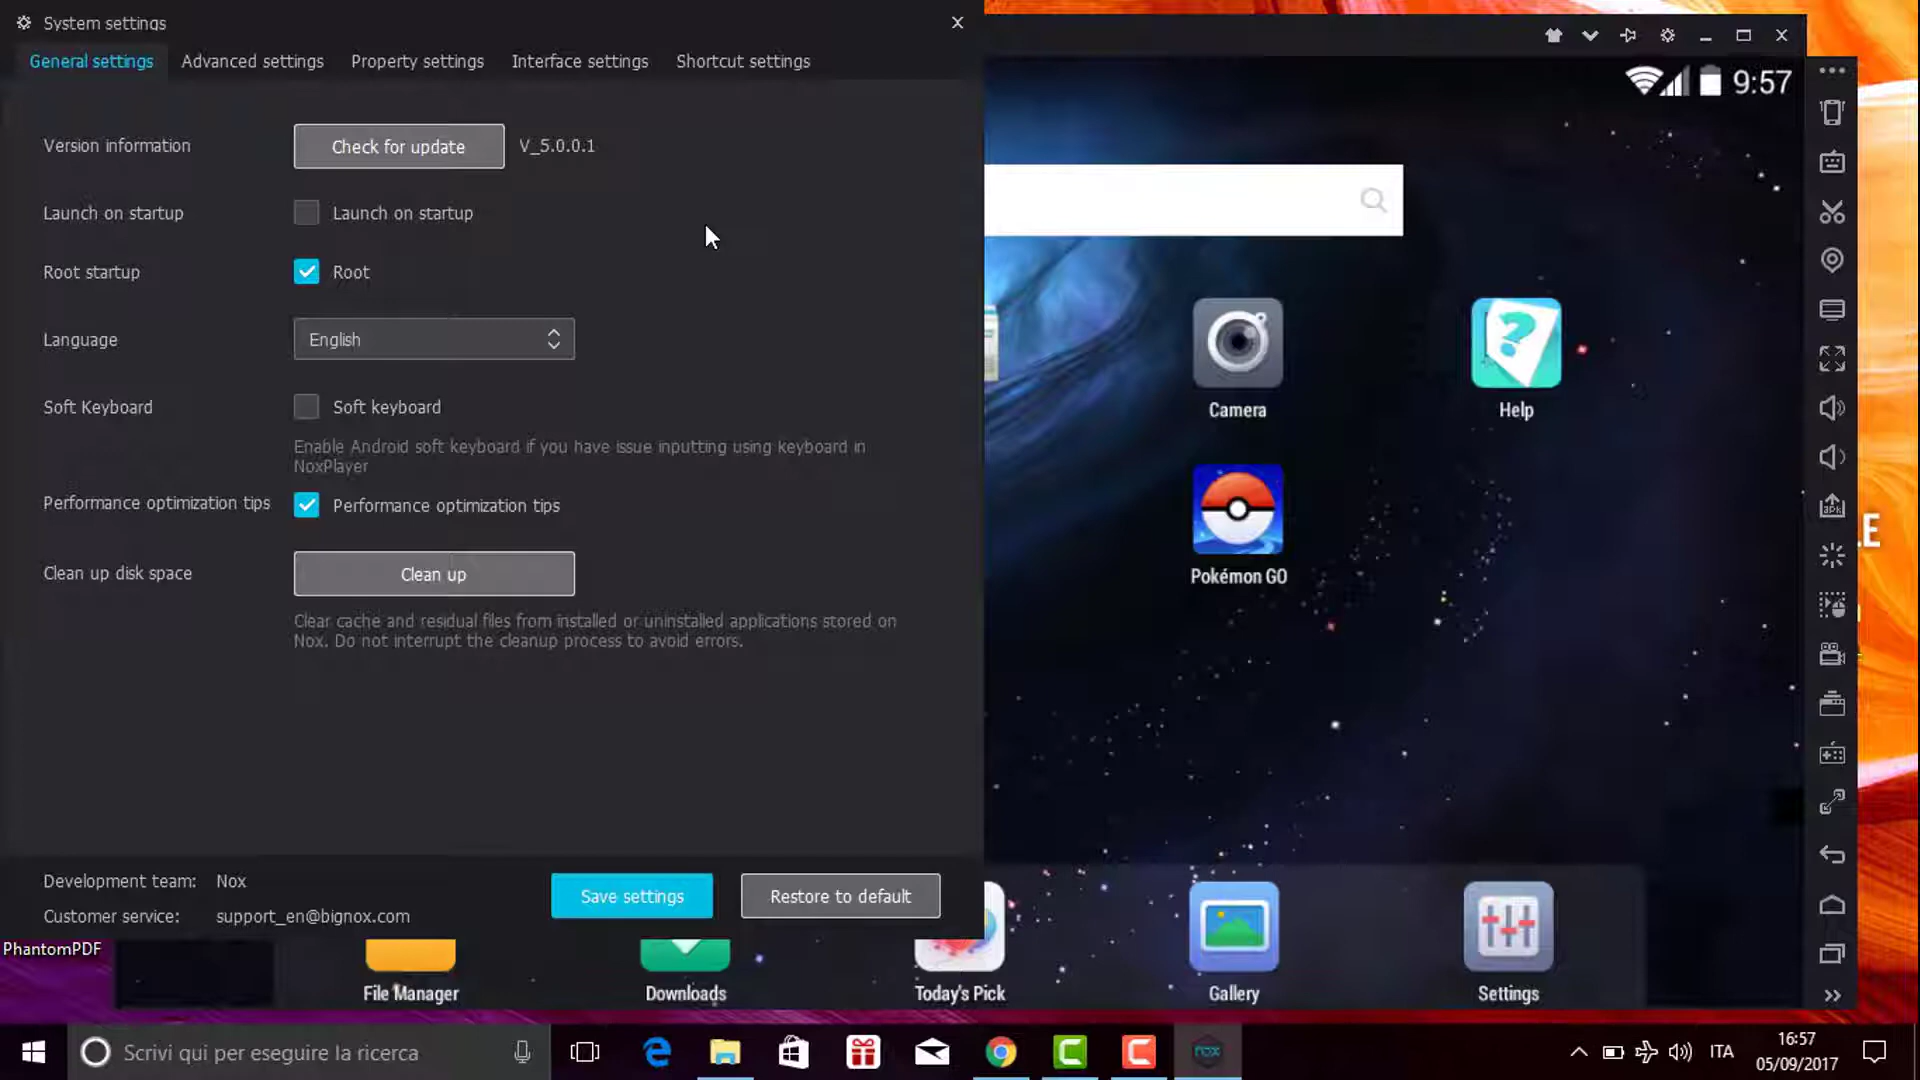 System settings
General settings
Advanced settings
Property settings
Interface settings
Shortcut settings
9:57
Version information
Check for update
V_5.0.0.1
Launch on startup
Launch on startup
Root startup
Root
Language
English
Soft Keyboard
Soft keyboard
Enable Android soft keyboard if you have issue inputting using keyboard in
NoxPlayer
Performance optimization tips
Performance optimization tips
Clean up disk space
Clean up
Clear cache and residual files from installed or uninstalled applications stored on
Nox. Do not interrupt the cleanup process to avoid errors.
Camera
Help
Pokémon GO
Development team: Nox
Customer service: support_en@bignox.com
Save settings
Restore to default
PhantomPDF
File Manager
Downloads
Today's Pick
Gallery
Settings
Scrivi qui per eseguire la ricerca
nox
ITA
16:57
05/09/2017